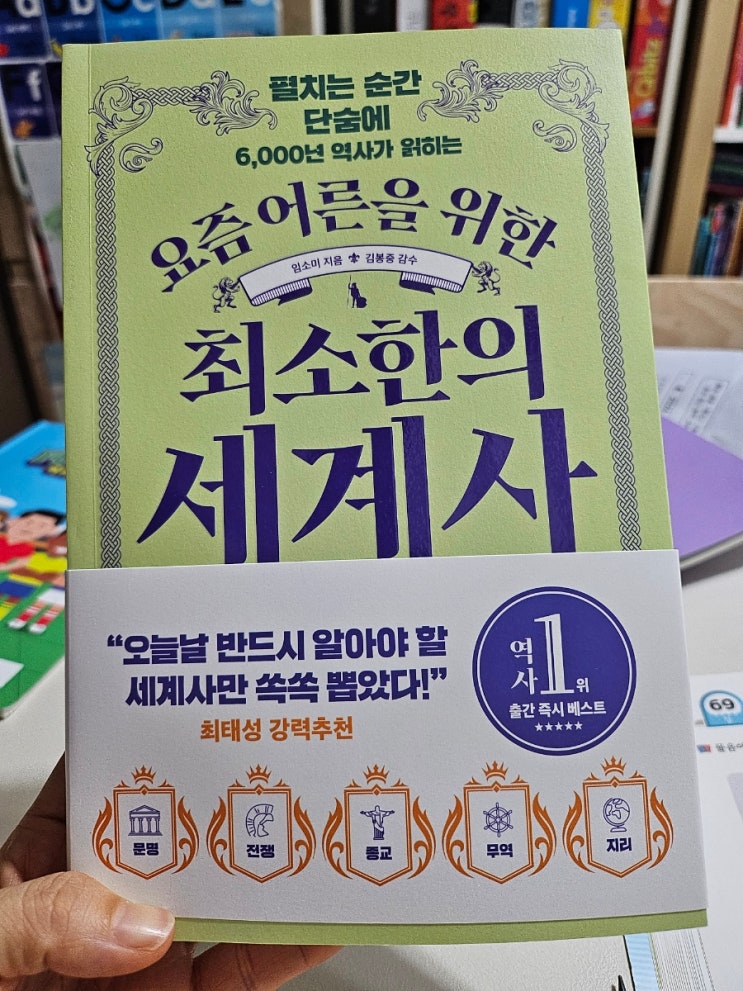 펼치는 순간
단숨에
6,000년 역사가 읽히는
요즘 어른을 위한
임소미 지음 김봉중 감수
최소한의
세계사
“오늘날 반드시 알아야 할
세계사만 쏙쏙 뽑았다!”
최태성 강력추천
역사 1위
출간 즉시 베스트
문명
전쟁
종교
무역
지리
69